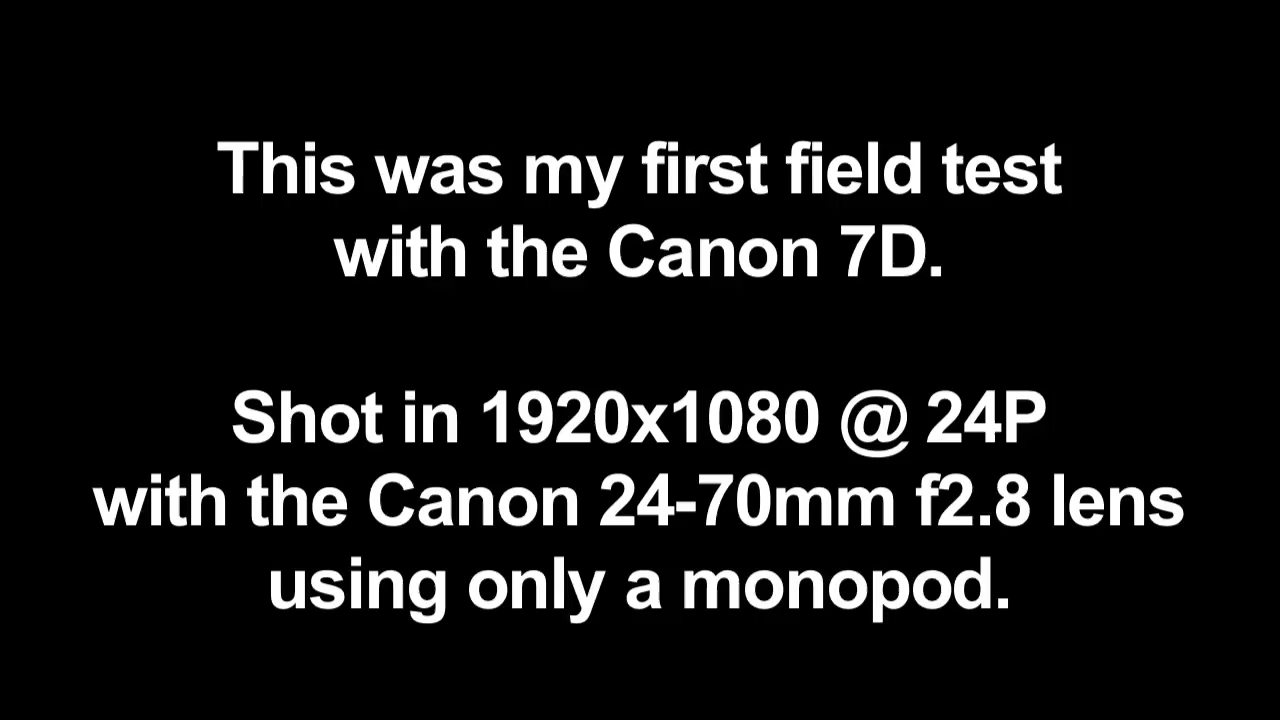 This was my first field test
with the Canon 7D.
Shot in 1920x1080 @ 24P
with the Canon 24-70mm f2.8 lens
using only a monopod.